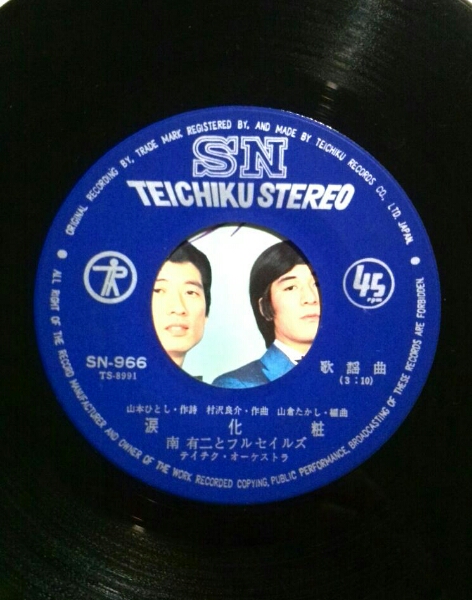 ORIGINAL RECORDING BY, TRADE MARK REGISTERED BY, AND MADE BY TEICHIKU RECORDS CO., LTD. JAPAN
SN
TEICHIKU STEREO
45
rpm
SN-966
TS-8991
歌謡曲
(3:10)
山本ひとし・作詩 村沢良介・作曲 山倉たかし・編曲
涙化粧
南 有二とフルセイルズ
テイチク・オーケストラ
ALL RIGHT OF THE RECORD MANUFACTURER AND OWNER OF THE WORK RECORDED COPYING, PUBLIC PERFORMANCE, BROADCASTING OF THESE RECORDS ARE FORBIDDEN.